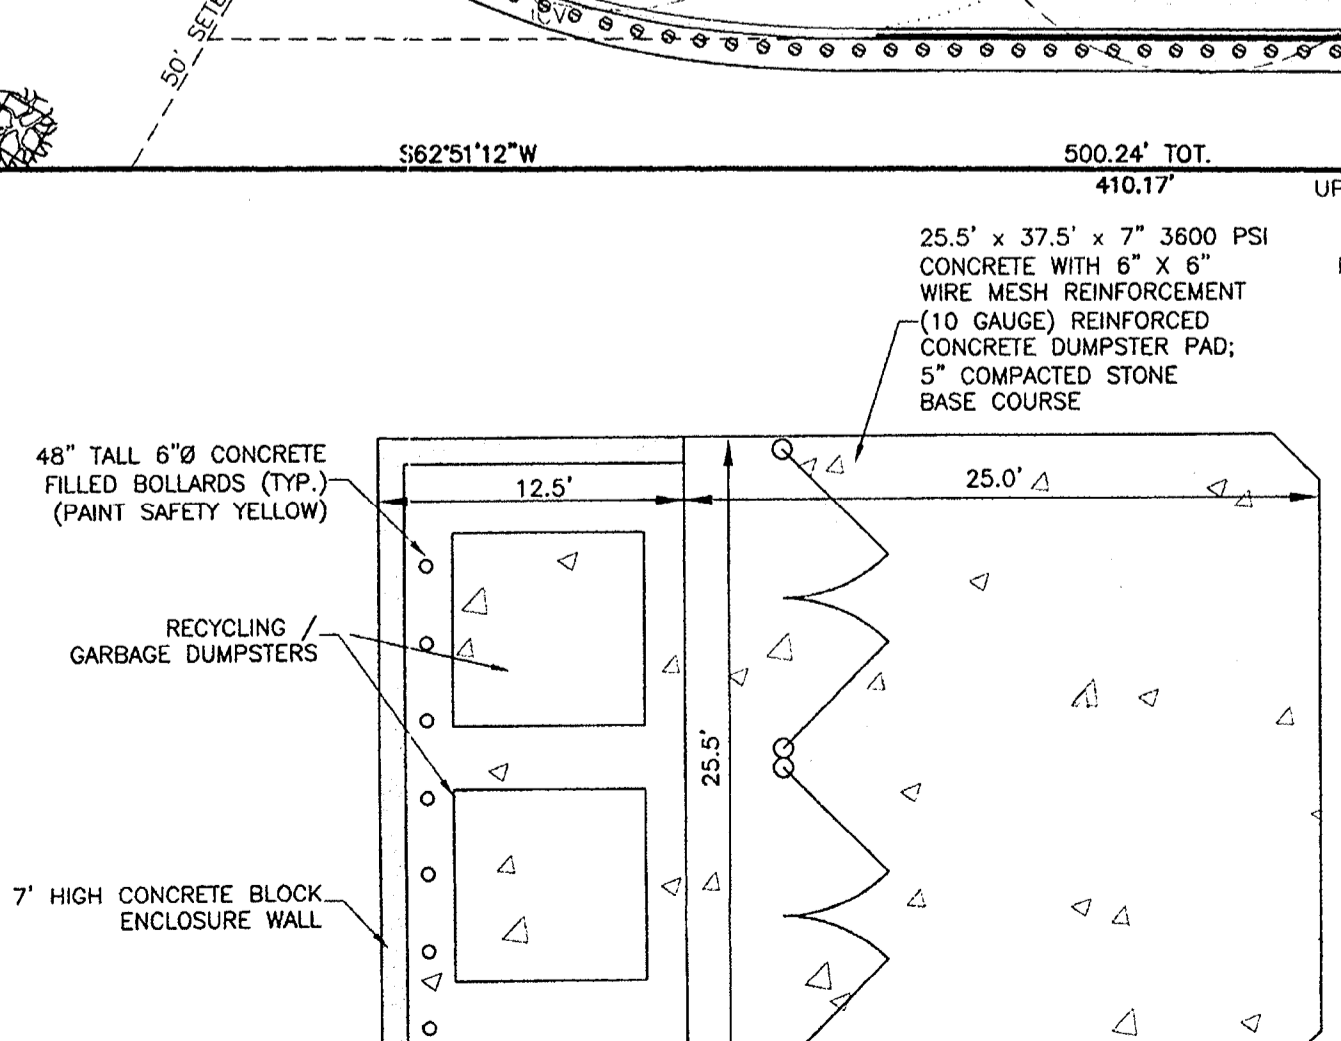 50' SETB
ICV
S62°51'12"W
500.24' TOT.
410.17'
UP
25.5' x 37.5' x 7" 3600 PSI
CONCRETE WITH 6" X 6"
WIRE MESH REINFORCEMENT
(10 GAUGE) REINFORCED
CONCRETE DUMPSTER PAD;
5" COMPACTED STONE
BASE COURSE
48" TALL 6"Ø CONCRETE
FILLED BOLLARDS (TYP.)
(PAINT SAFETY YELLOW)
12.5'
25.0'
RECYCLING /
GARBAGE DUMPSTERS
25.5'
7' HIGH CONCRETE BLOCK
ENCLOSURE WALL